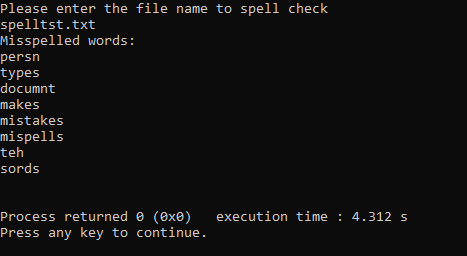 Please enter the file name to spell check
spelltst.txt
Misspelled words:
persn
types
documnt
makes
mistakes
mispells
teh
sords
Process returned 0 (0x0)   execution time : 4.312 s
Press any key to continue.